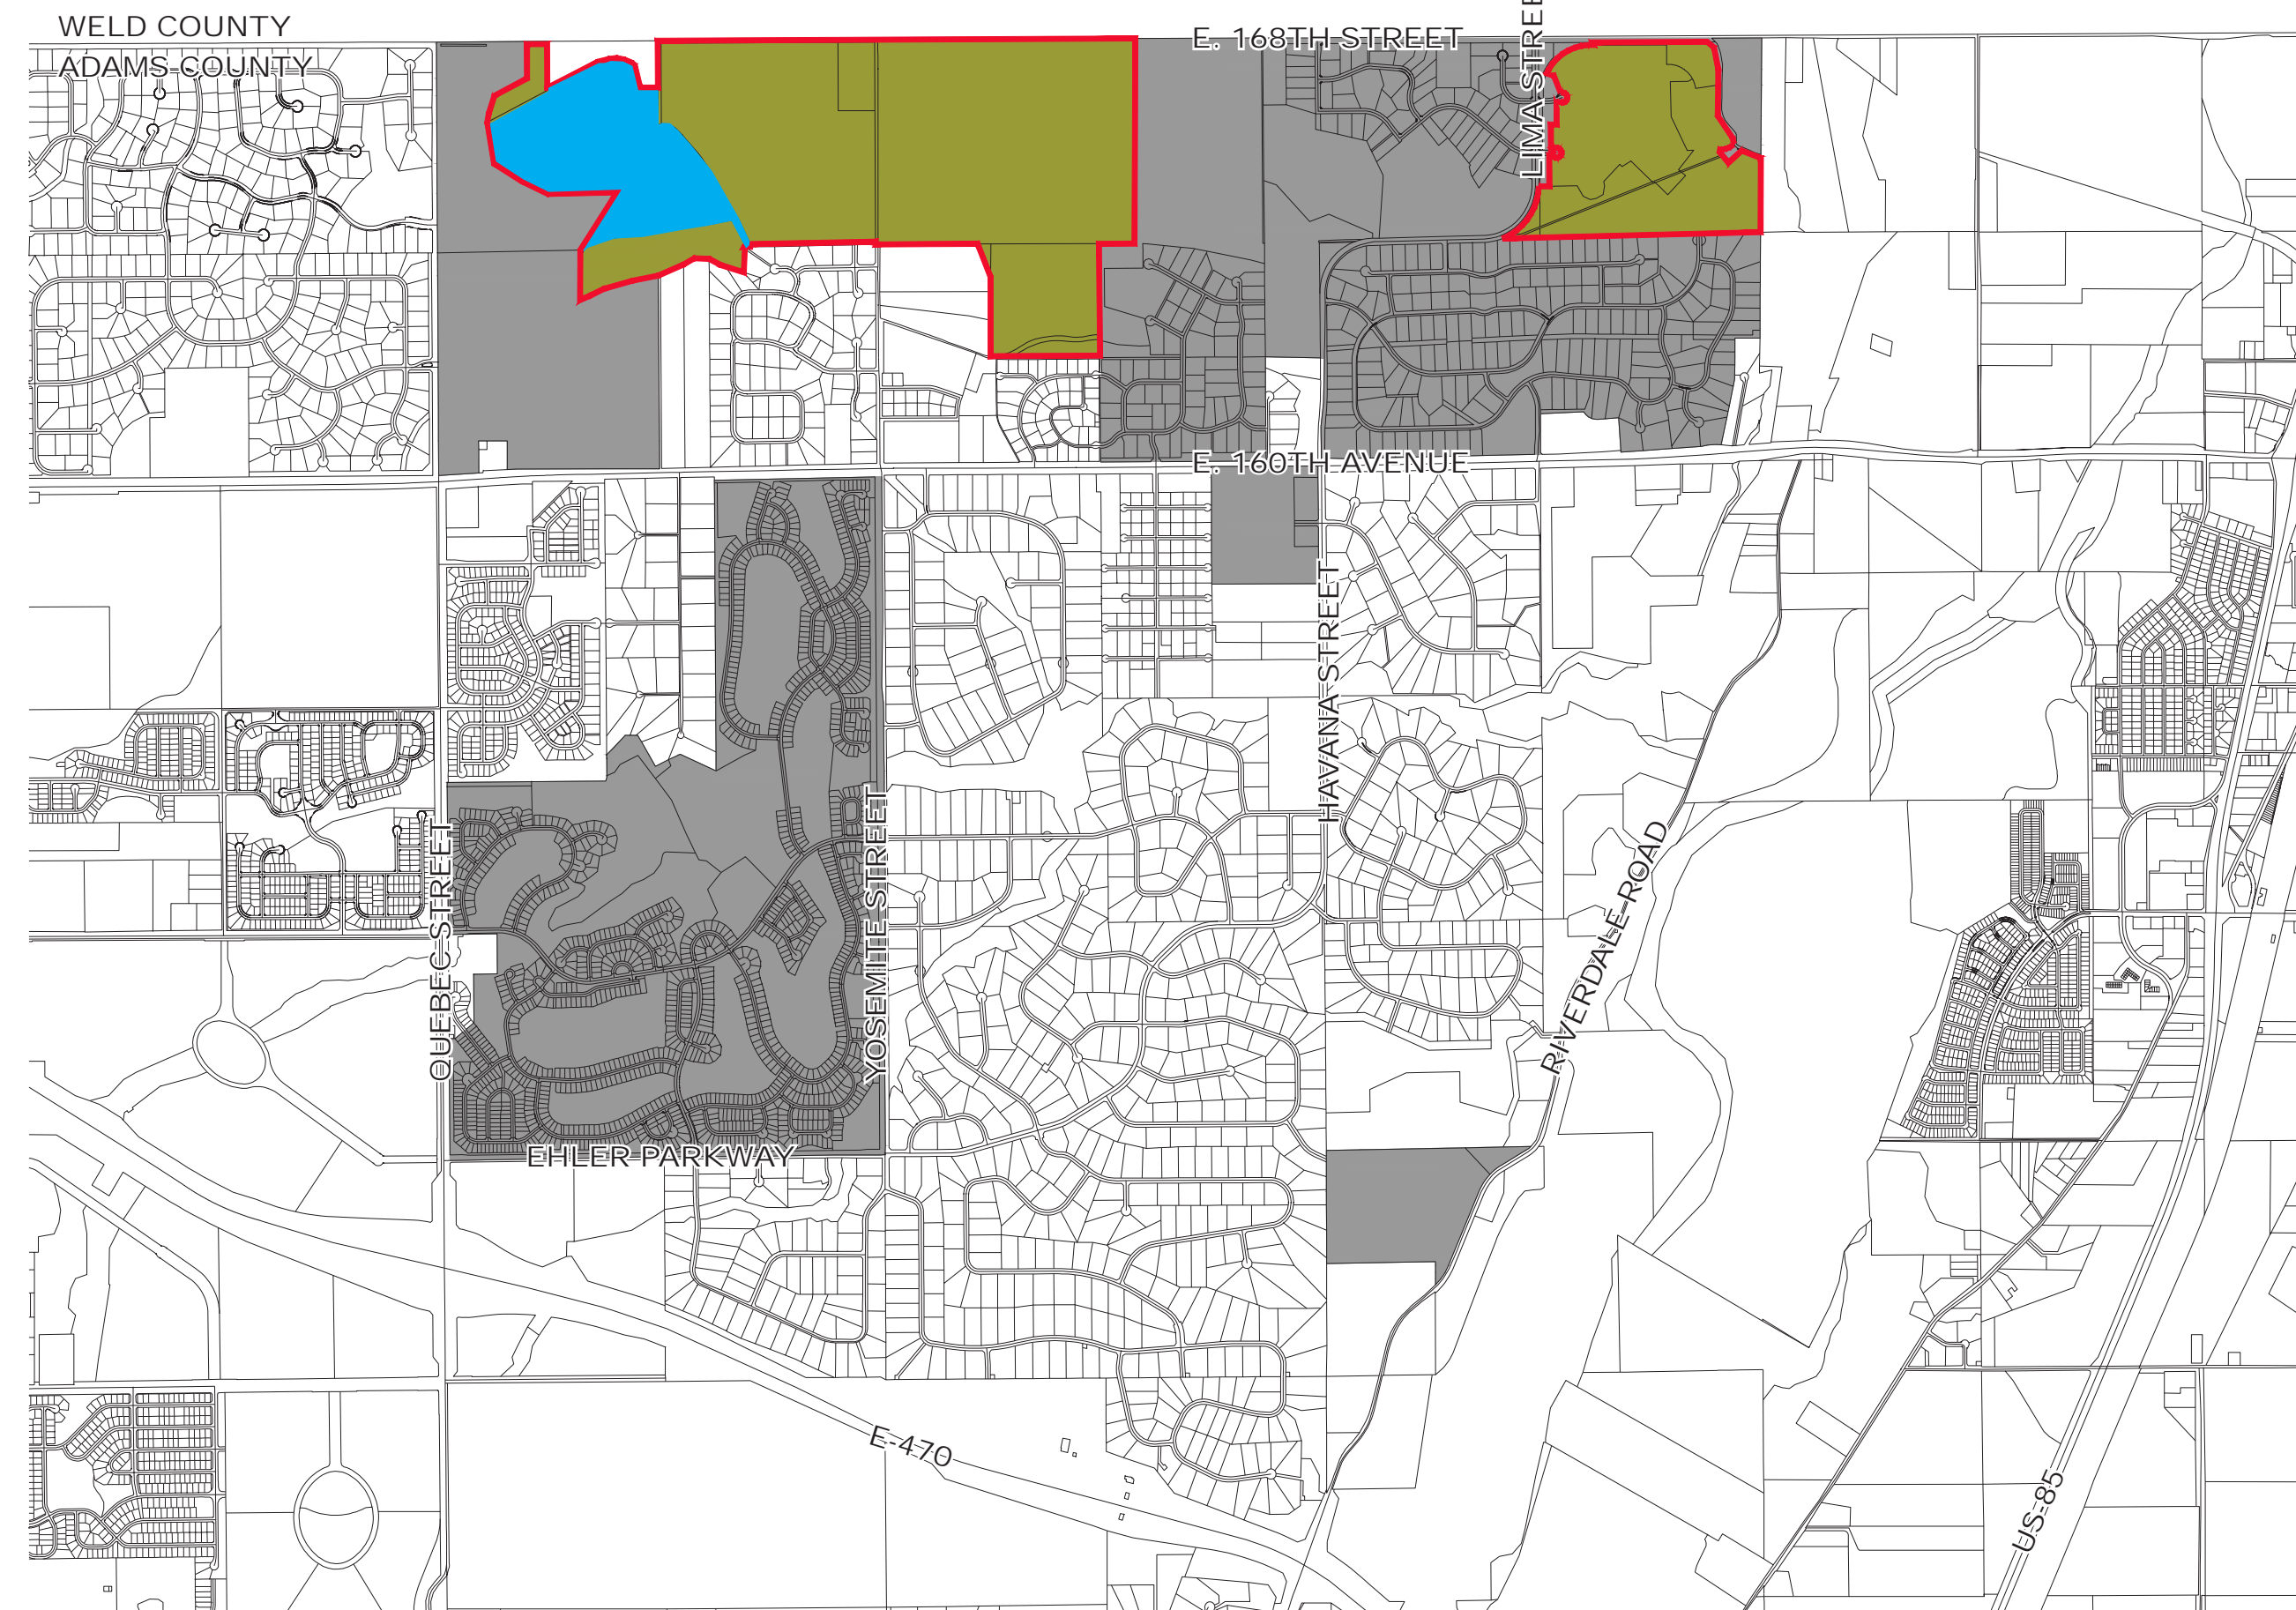 WELD COUNTY
ADAMS COUNTY
E. 168TH STREET
LIMA STREE
E. 160TH AVENUE
HAVANA STREET
QUEBEC STREET
YOSEMITE STREET
RIVERDALE ROAD
EHLER PARKWAY
E-470
US-85